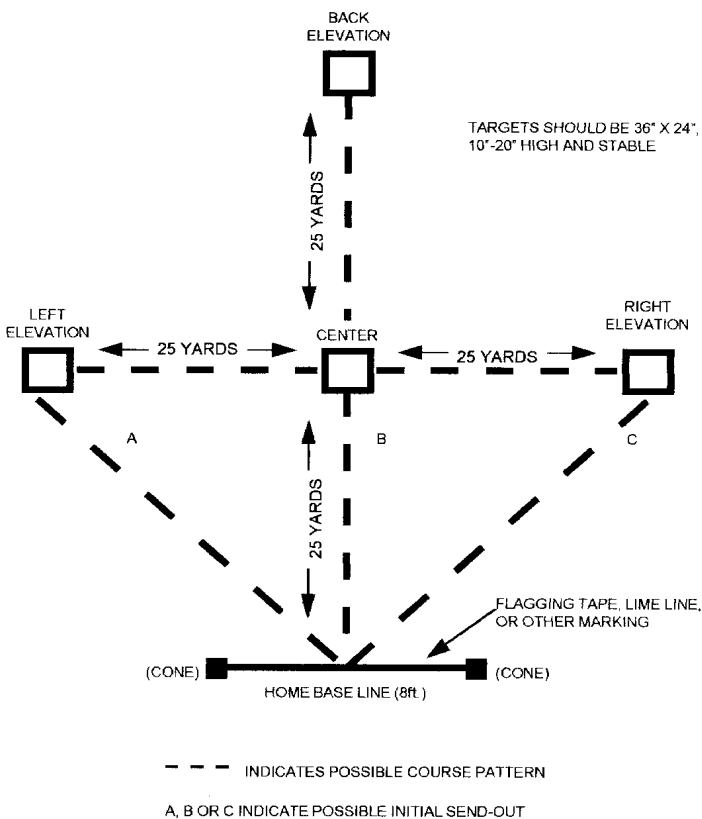 BACK
ELEVATION
TARGETS SHOULD BE 36" X 24",
10"-20" HIGH AND STABLE
25 YARDS
LEFT
ELEVATION
RIGHT
ELEVATION
CENTER
25 YARDS
25 YARDS
A
B
C
25 YARDS
FLAGGING TAPE, LIME LINE,
OR OTHER MARKING
(CONE)
(CONE)
HOME BASE LINE (8ft.)
INDICATES POSSIBLE COURSE PATTERN
A, B OR C INDICATE POSSIBLE INITIAL SEND-OUT